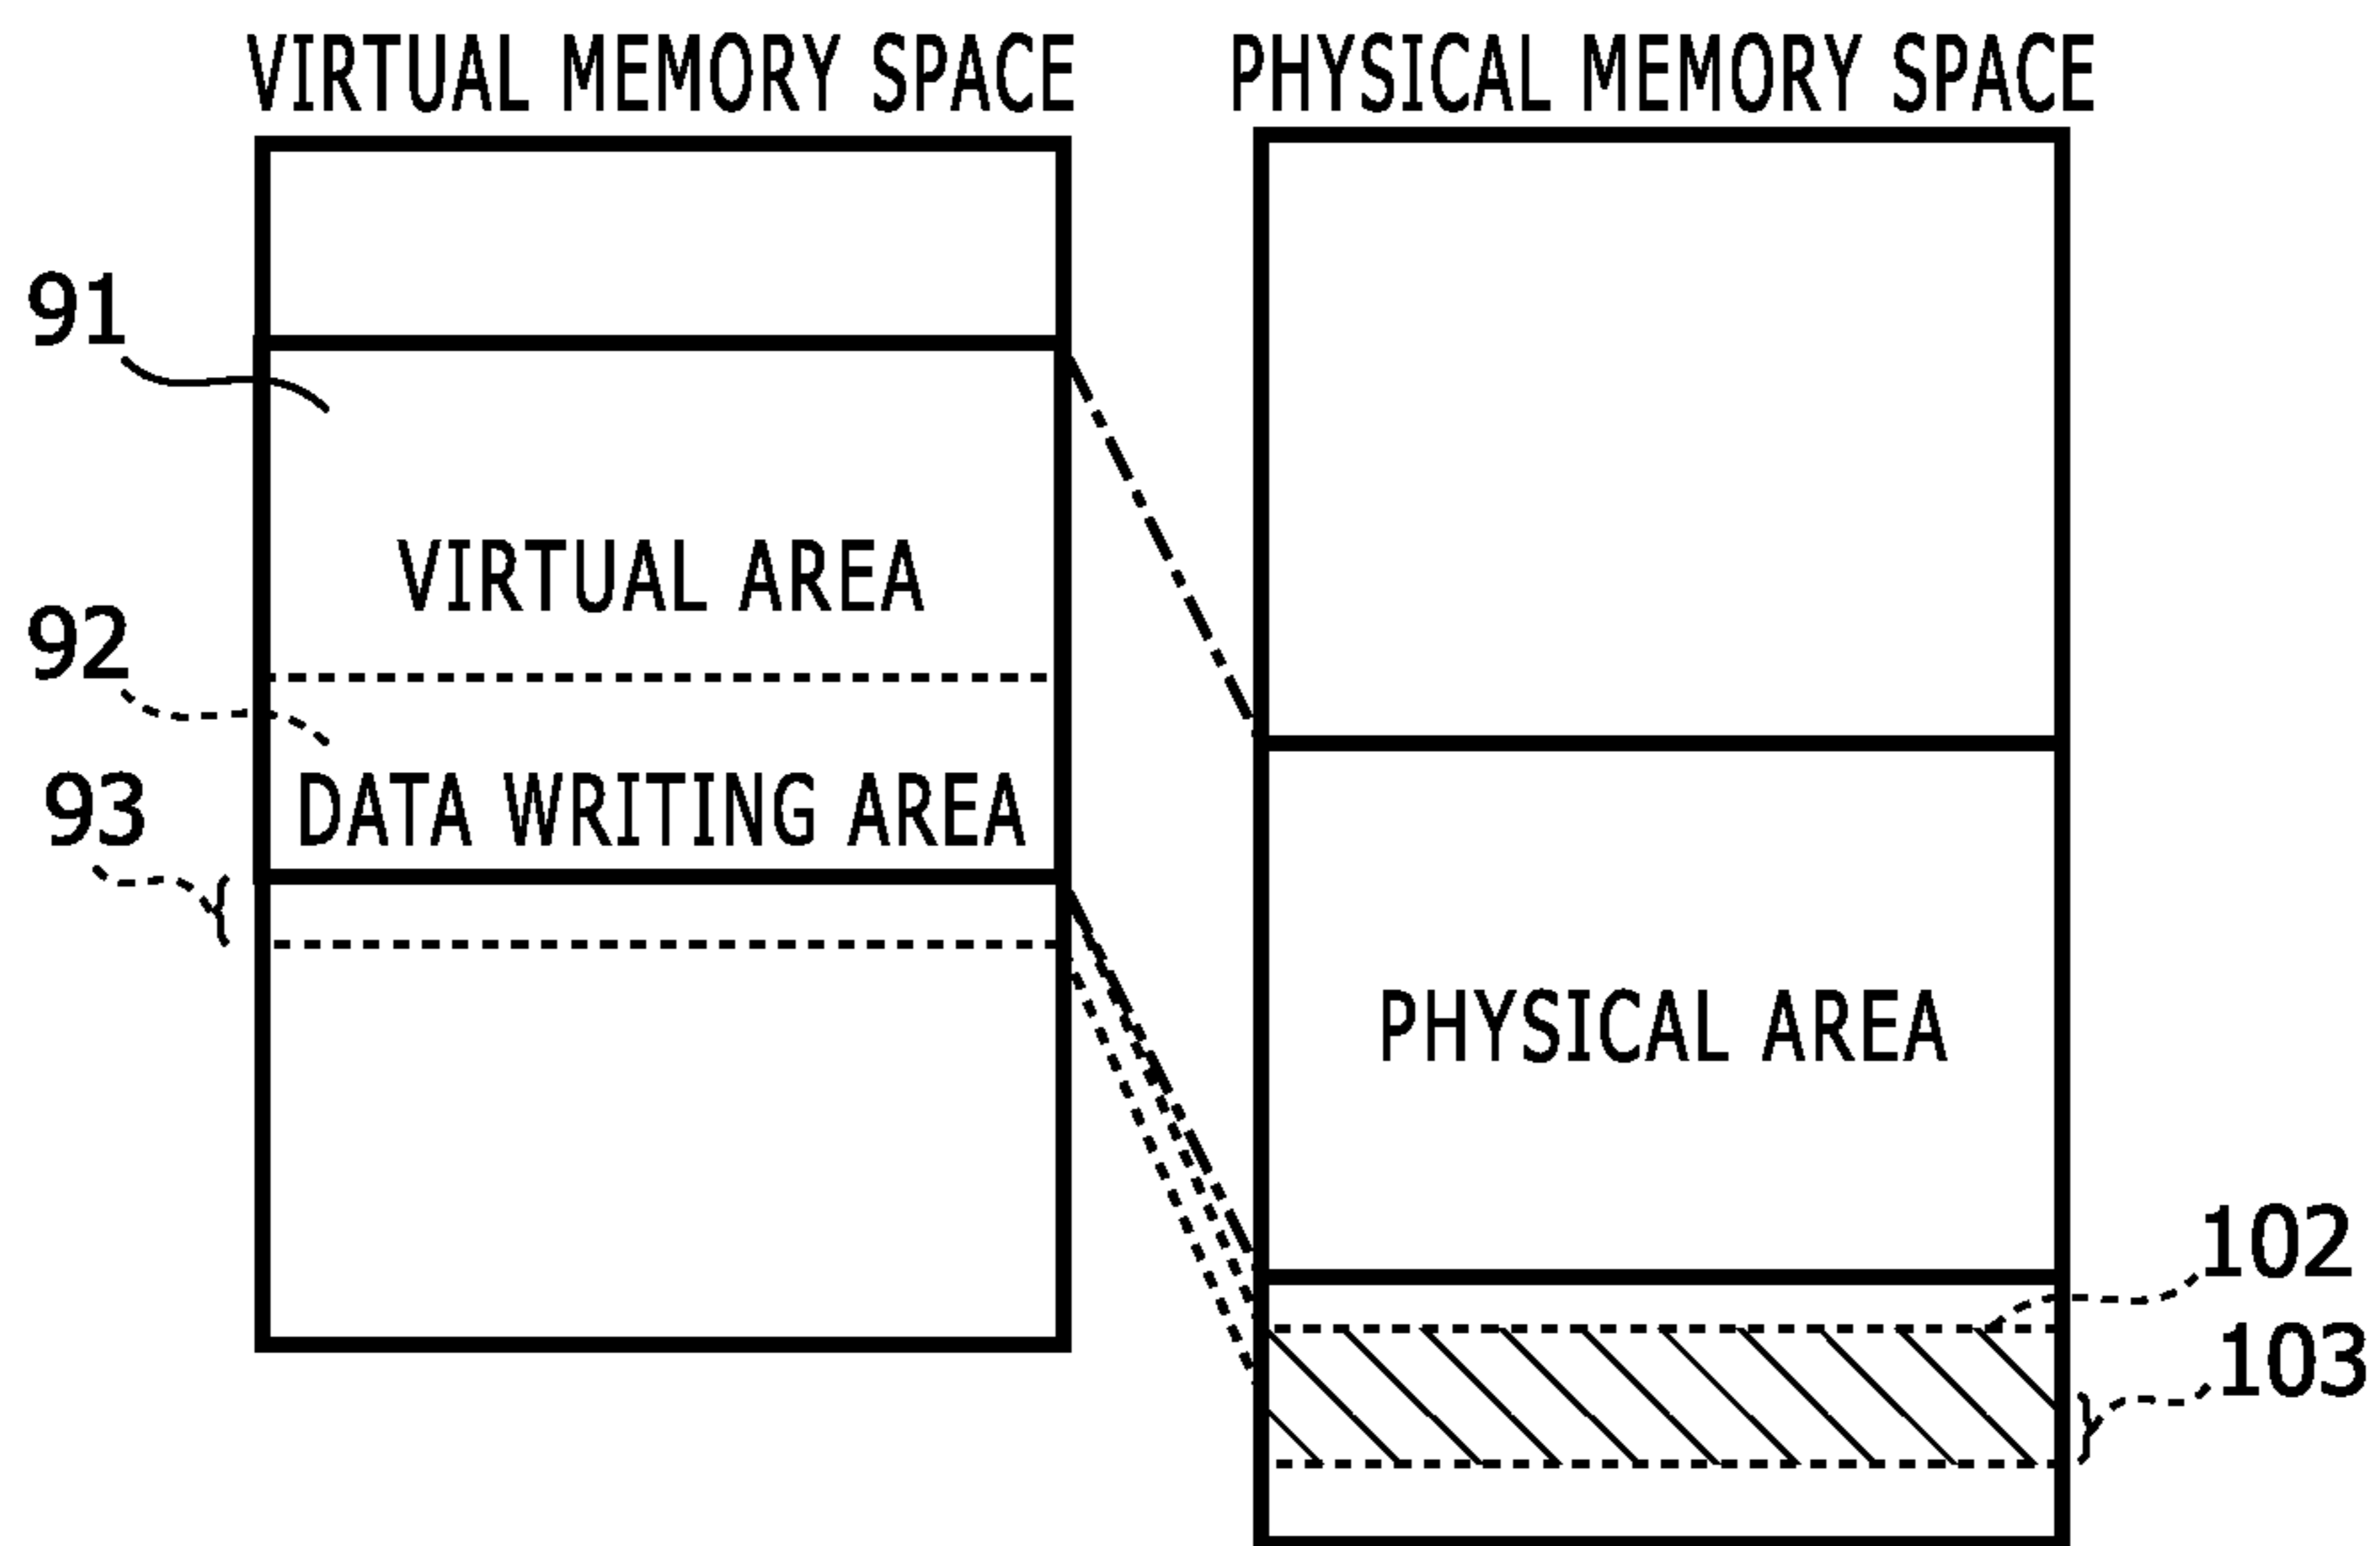 VIRTUAL MEMORY SPACE
PHYSICAL MEMORY SPACE
91
VIRTUAL AREA
92
DATA WRITING AREA
93
PHYSICAL AREA
102
103